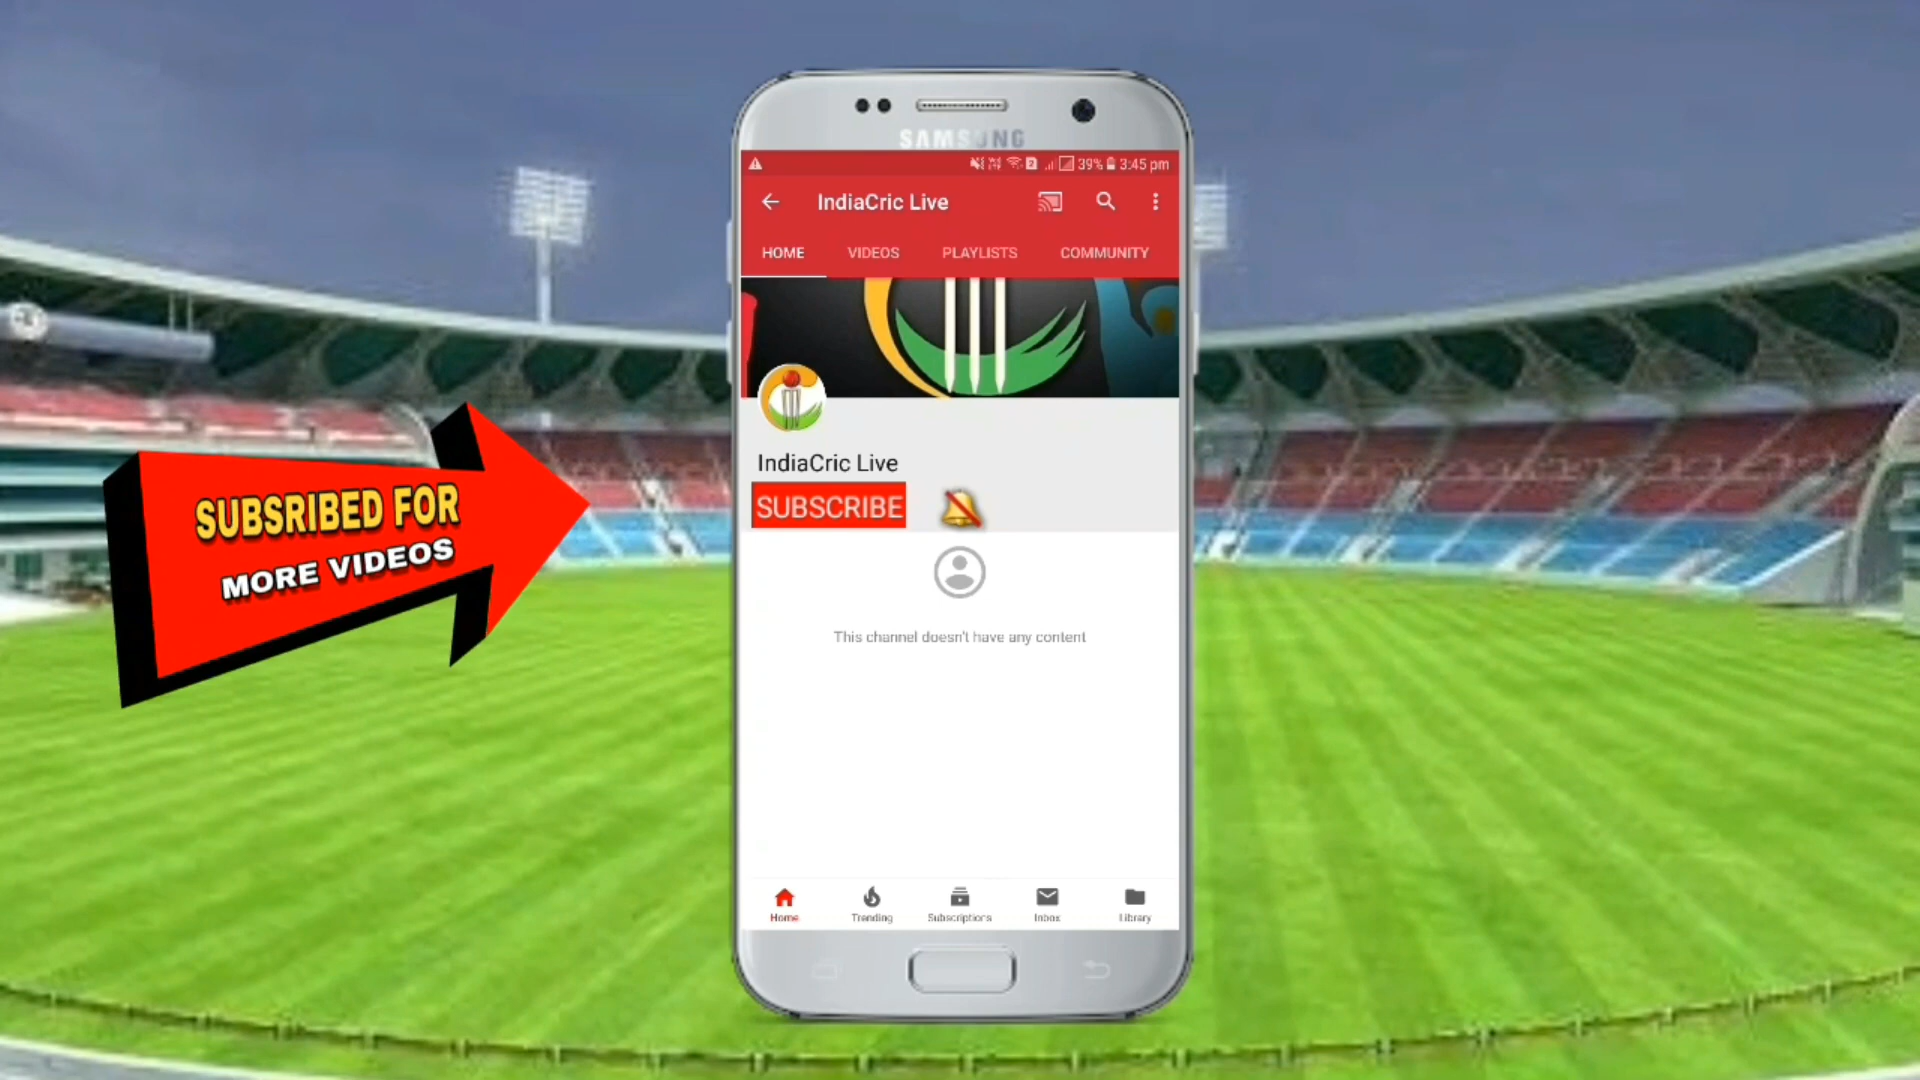 SAMSUNG
39% 3:45 pm
IndiaCric Live
HOME VIDEOS PLAYLISTS COMMUNITY
IndiaCric Live
SUBSCRIBE
SUBSRIBED FOR
MORE VIDEOS
This channel doesn't have any content
Home Trending Subscriptions Inbox Library